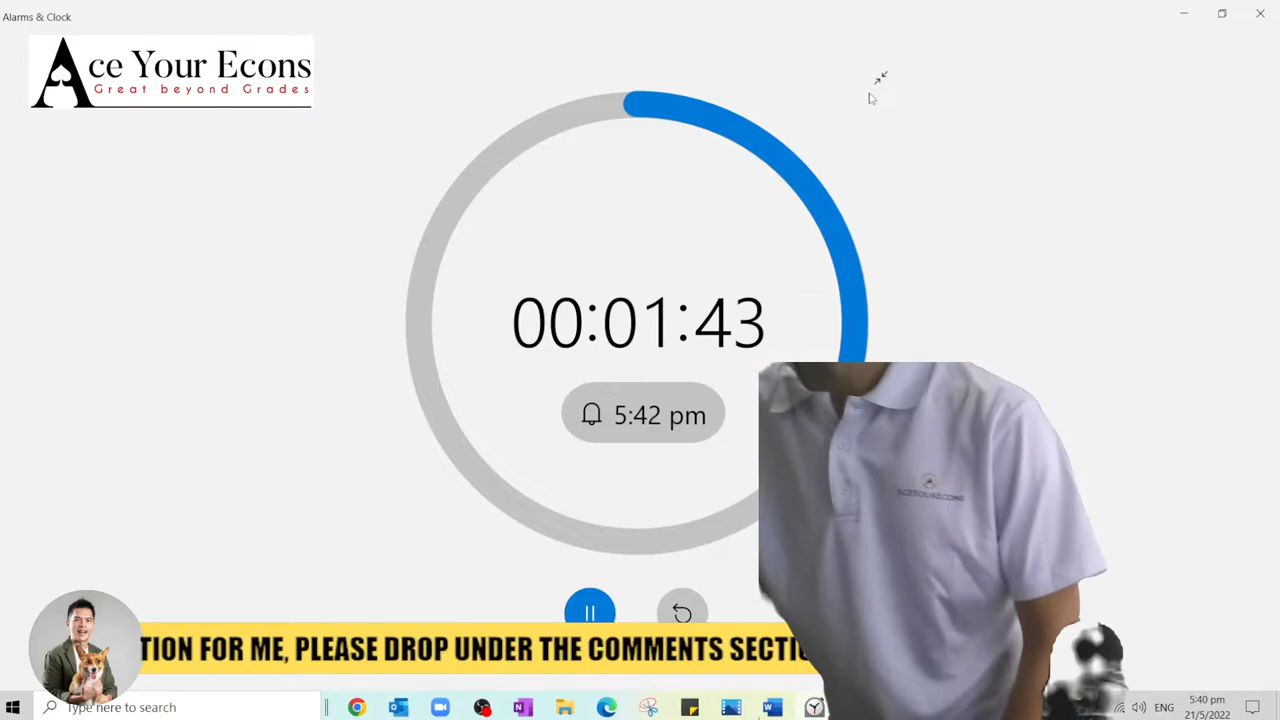 Alarms & Clock
Ace Your Econs
Great beyond Grades
00:01:43
5:42 pm
ACEYOURECONS
TION FOR ME, PLEASE DROP UNDER THE COMMENTS SECTI
Type here to search
ENG
5:40 pm
21/5/2022